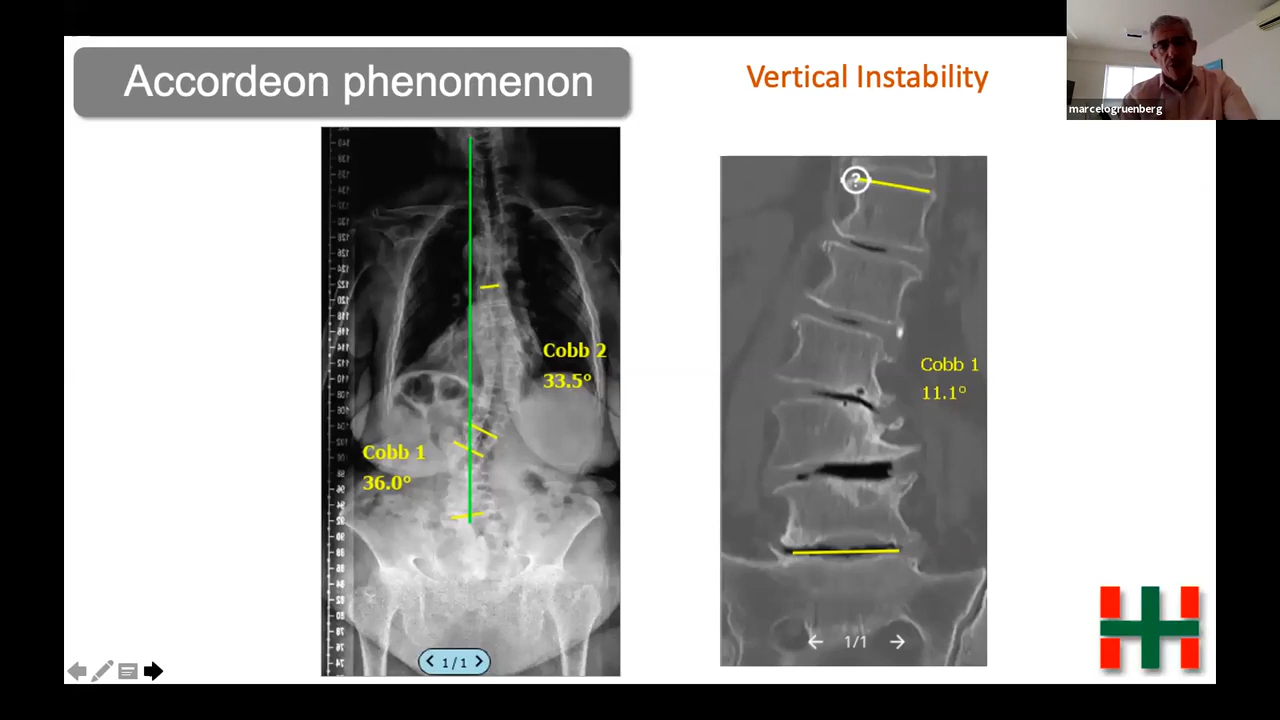 Accordeon phenomenon
Vertical Instability
marcelogruenberg
?
Cobb 2
33.5°
Cobb 1
36.0°
Cobb 1
11.1°
1/1
1/1